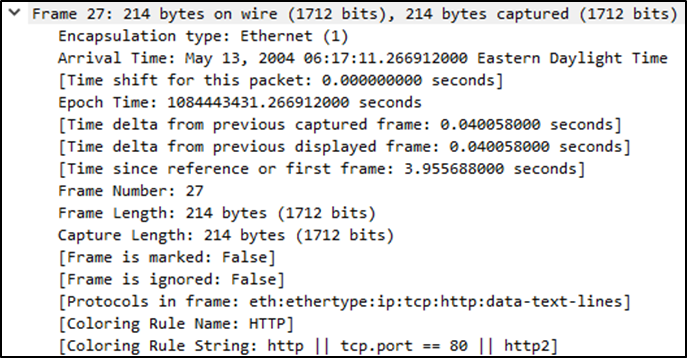 Frame 27: 214 bytes on wire (1712 bits), 214 bytes captured (1712 bits)
Encapsulation type: Ethernet (1)
Arrival Time: May 13, 2004 06:17:11.266912000 Eastern Daylight Time
[Time shift for this packet: 0.000000000 seconds]
Epoch Time: 1084443431.266912000 seconds
[Time delta from previous captured frame: 0.040058000 seconds]
[Time delta from previous displayed frame: 0.040058000 seconds]
[Time since reference or first frame: 3.955688000 seconds]
Frame Number: 27
Frame Length: 214 bytes (1712 bits)
Capture Length: 214 bytes (1712 bits)
[Frame is marked: False]
[Frame is ignored: False]
[Protocols in frame: eth:ethertype:ip:tcp:http:data-text-lines]
[Coloring Rule Name: HTTP]
[Coloring Rule String: http || tcp.port == 80 || http2]